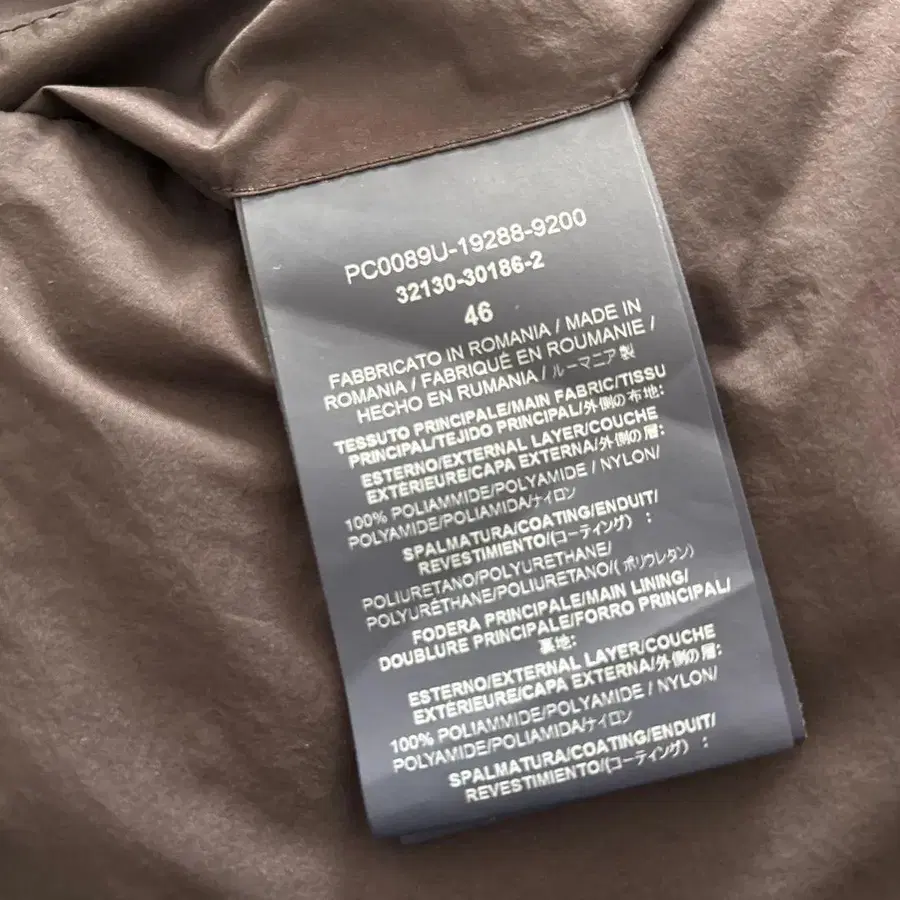 PC0089U-19288-9200
32130-30186-2
46
FABBRICATO IN ROMANIA / MADE IN
ROMANIA / FABRIQUÉ EN ROUMANIE /
HECHO EN RUMANIA / ルーマニア製
TESSUTO PRINCIPALE/MAIN FABRIC/TISSU
PRINCIPAL/TEJIDO PRINCIPAL/外側の布地:
ESTERNO/EXTERNAL LAYER/COUCHE
EXTÉRIEURE/CAPA EXTERNA/外側の層:
100% POLIAMMIDE/POLYAMIDE / NYLON/
POLYAMIDE/POLIAMIDA/ナイロン
SPALMATURA/COATING/ENDUIT/
REVESTIMIENTO/(コーティング) :
POLIURETANO/POLYURETHANE/
POLYURÉTHANE/POLIURETANO/(ポリウレタン)
FODERA PRINCIPALE/MAIN LINING/
DOUBLURE PRINCIPALE/FORRO PRINCIPAL/
裏地:
ESTERNO/EXTERNAL LAYER/COUCHE
EXTÉRIEURE/CAPA EXTERNA/外側の層:
100% POLIAMMIDE/POLYAMIDE / NYLON/
POLYAMIDE/POLIAMIDA/ナイロン
SPALMATURA/COATING/ENDUIT/
REVESTIMIENTO/(コーティング) :